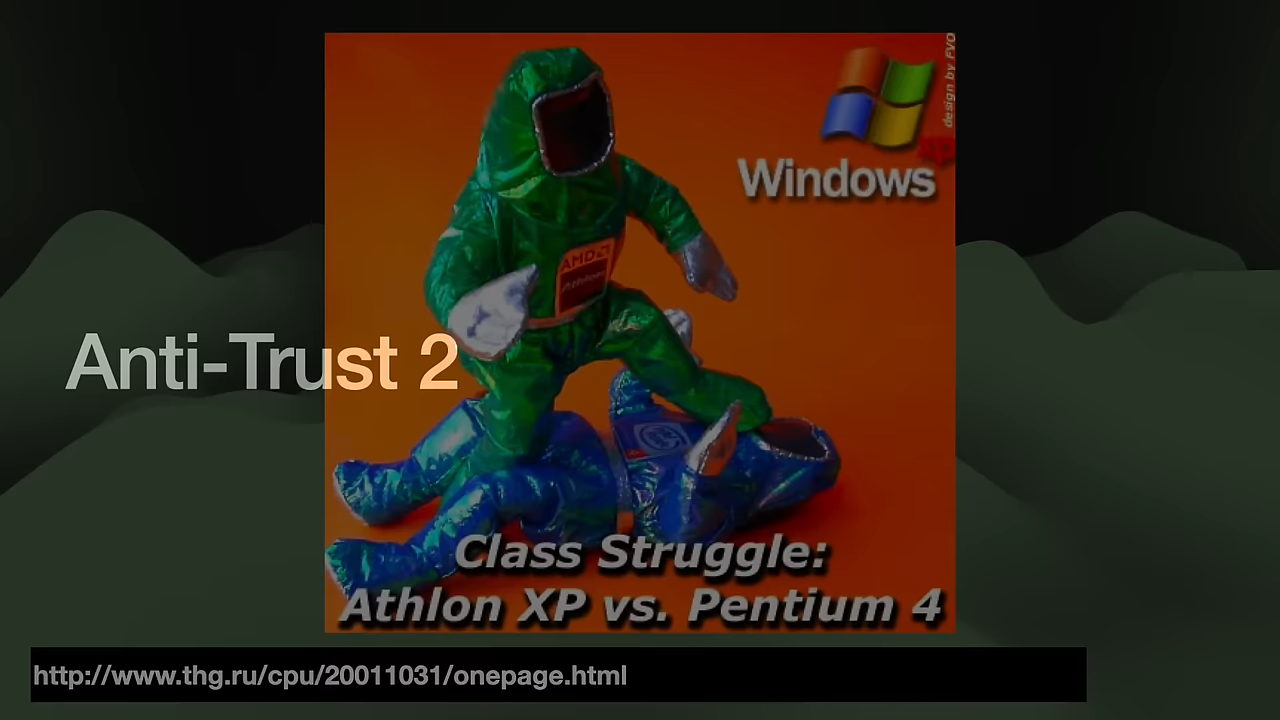 design by FVO
Windows
xp
AMD
Athlon
Anti-Trust 2
Class Struggle:
Athlon XP vs. Pentium 4
http://www.thg.ru/cpu/20011031/onepage.html